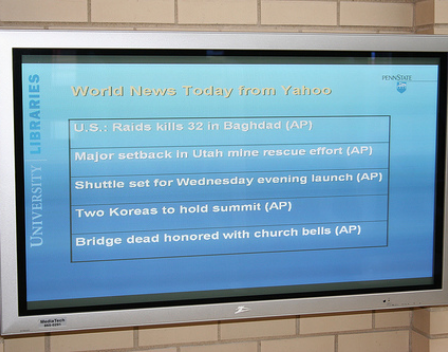 UNIVERSITY LIBRARIES
PENNSTATE
World News Today from Yahoo
U.S.: Raids kills 32 in Baghdad (AP)
Major setback in Utah mine rescue effort (AP)
Shuttle set for Wednesday evening launch (AP)
Two Koreas to hold summit (AP)
Bridge dead honored with church bells (AP)
MediaTech